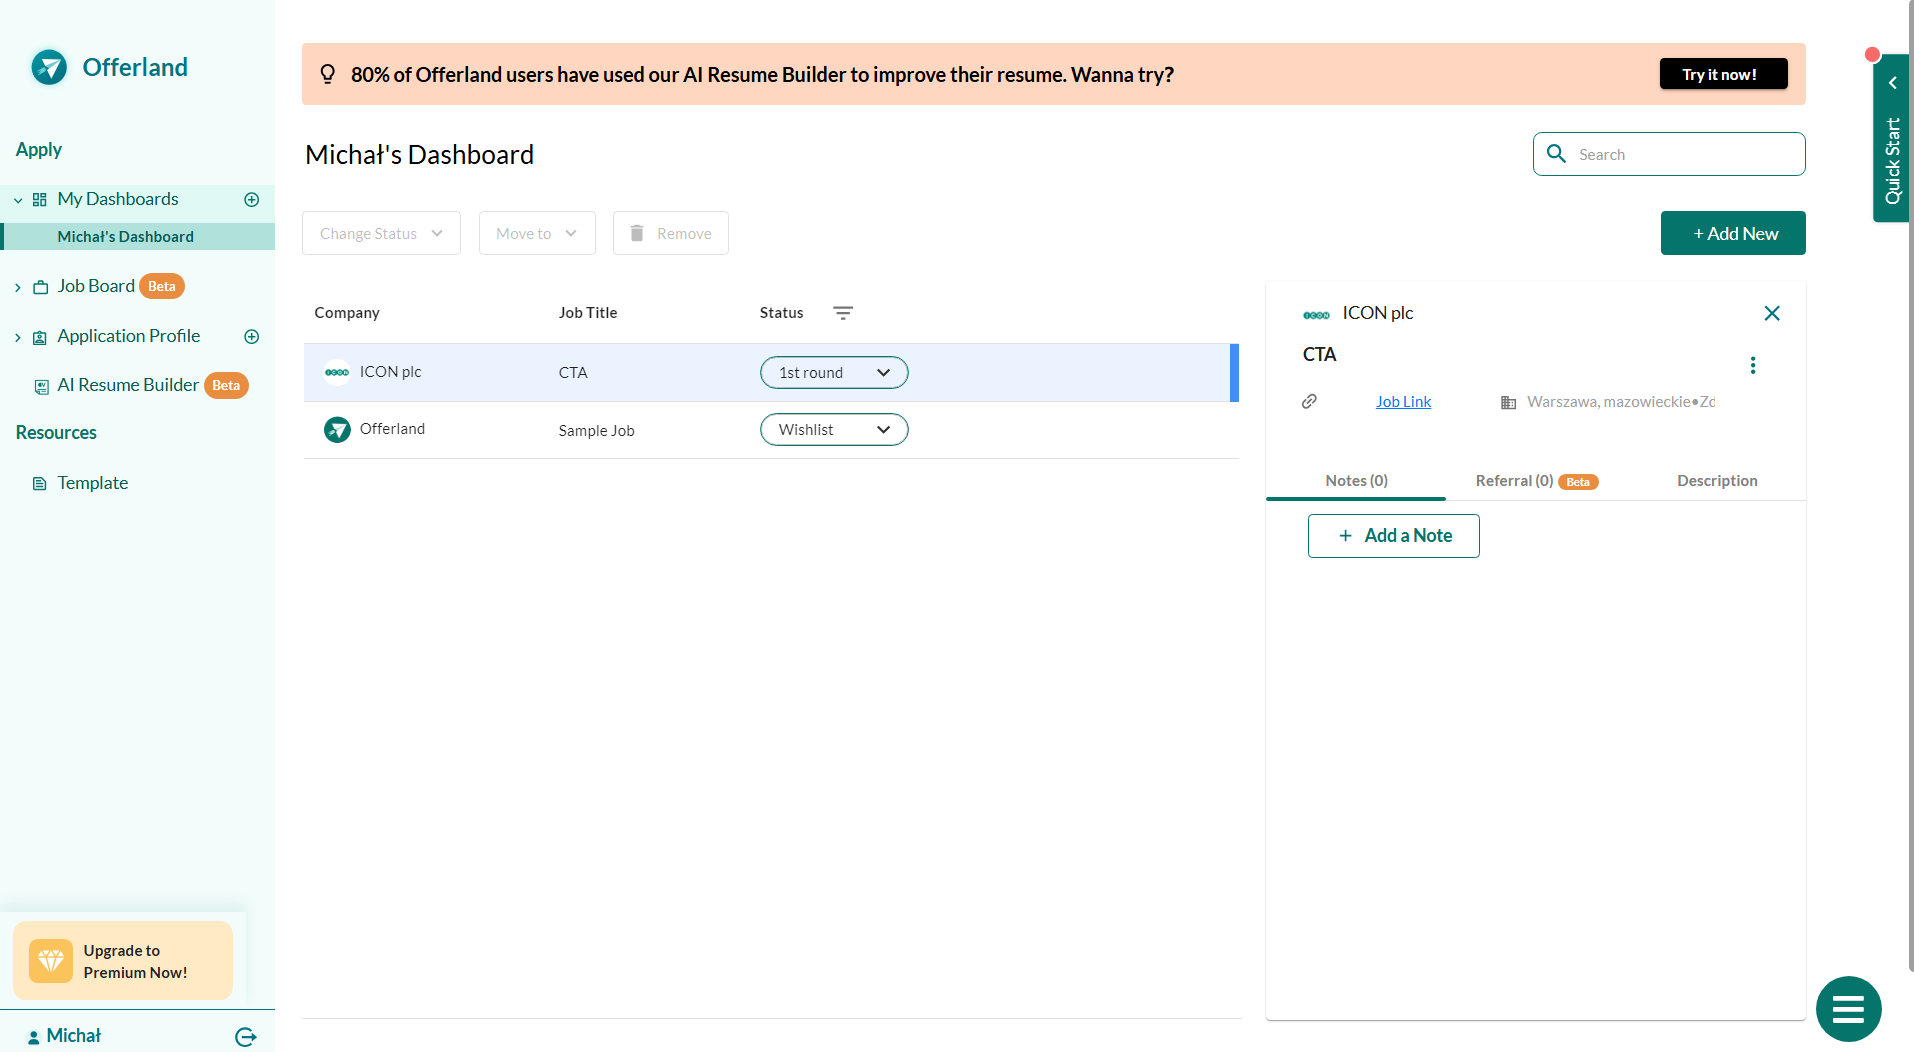 Offerland
Apply
My Dashboards
Michał's Dashboard
Job Board Beta
Application Profile
AI Resume Builder Beta
Resources
Template
Upgrade to
Premium Now!
Michał
80% of Offerland users have used our AI Resume Builder to improve their resume. Wanna try?
Try it now!
Michał's Dashboard
Search
Change Status
Move to
Remove
+ Add New
Company Job Title Status
ICON plc CTA 1st round
Offerland Sample Job Wishlist
ICON plc
CTA
Job Link
Warszawa, mazowieckie•Zd
Notes (0) Referral (0) Beta Description
+ Add a Note
Quick Start